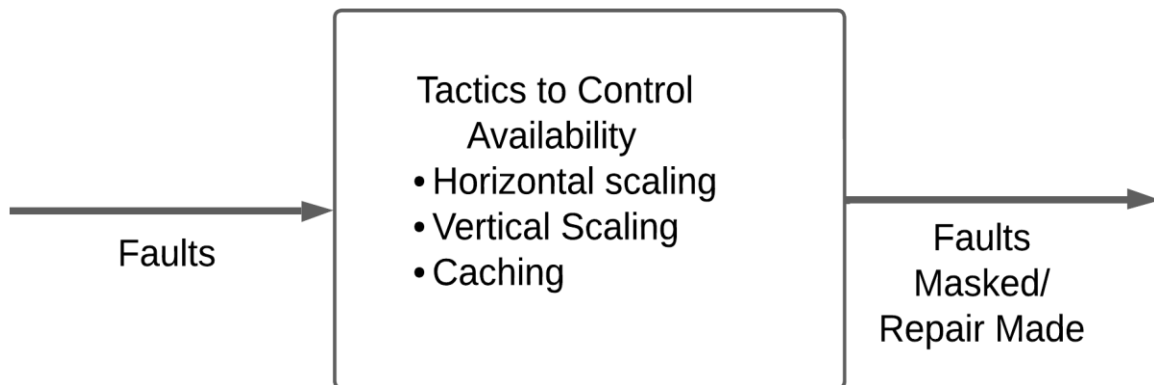 Tactics to Control
Availability
• Horizontal scaling
• Vertical Scaling
• Caching
Faults
Faults
Masked/
Repair Made